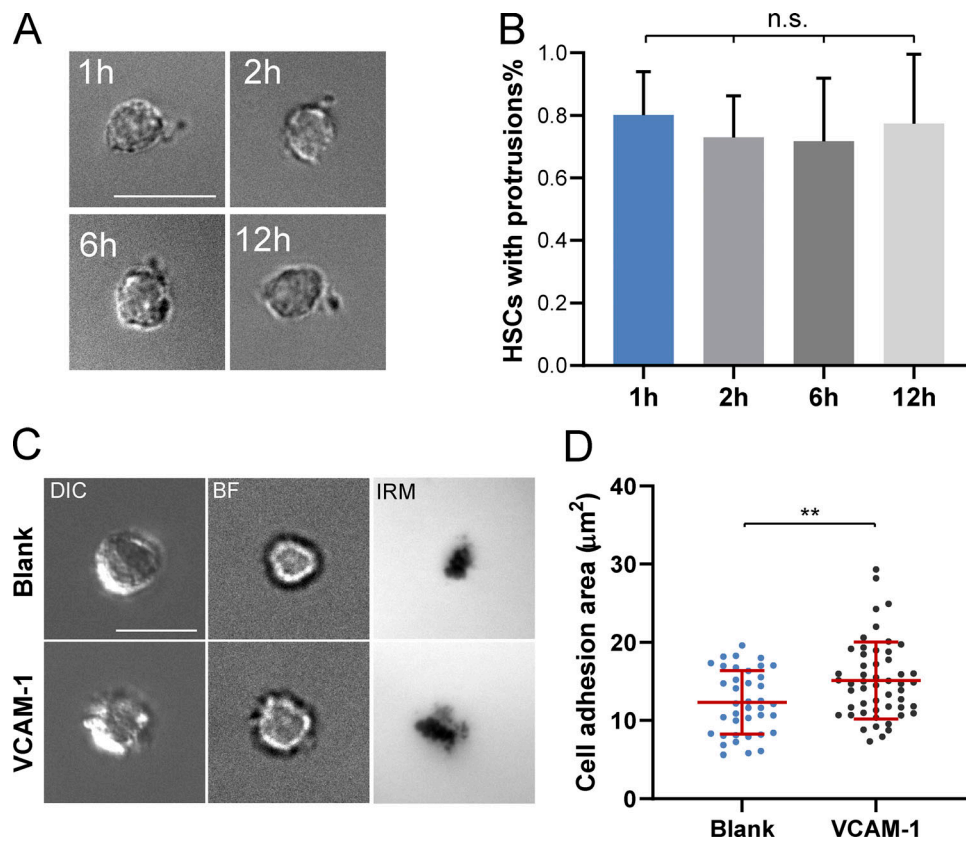 A
1h
2h
6h
12h
B
n.s.
HSCs with protrusions%
1.0
0.8
0.6
0.4
0.2
0.0
1h 2h 6h 12h
C
DIC BF IRM
Blank
VCAM-1
D
**
Cell adhesion area (μm²)
40
30
20
10
0
Blank VCAM-1